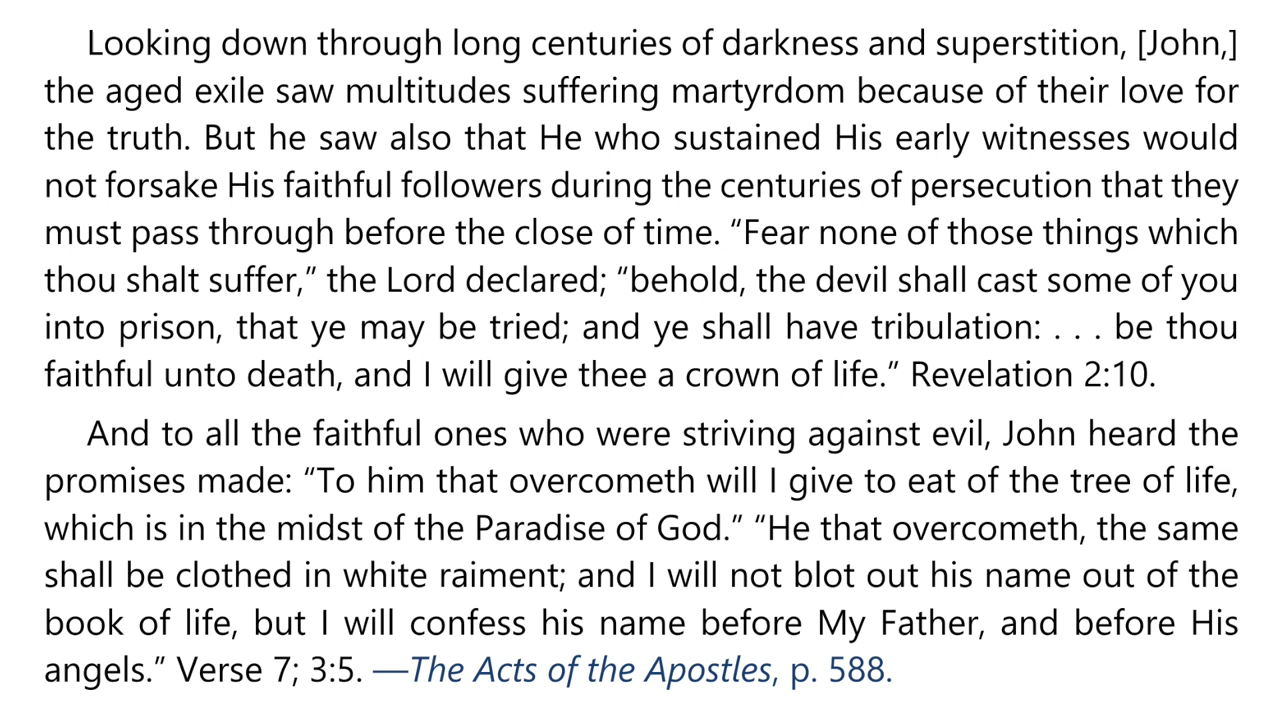 Looking down through long centuries of darkness and superstition, [John,]
the aged exile saw multitudes suffering martyrdom because of their love for
the truth. But he saw also that He who sustained His early witnesses would
not forsake His faithful followers during the centuries of persecution that they
must pass through before the close of time. “Fear none of those things which
thou shalt suffer,” the Lord declared; “behold, the devil shall cast some of you
into prison, that ye may be tried; and ye shall have tribulation: . . . be thou
faithful unto death, and I will give thee a crown of life.” Revelation 2:10.
And to all the faithful ones who were striving against evil, John heard the
promises made: “To him that overcometh will I give to eat of the tree of life,
which is in the midst of the Paradise of God.” “He that overcometh, the same
shall be clothed in white raiment; and I will not blot out his name out of the
book of life, but I will confess his name before My Father, and before His
angels.” Verse 7; 3:5. —The Acts of the Apostles, p. 588.